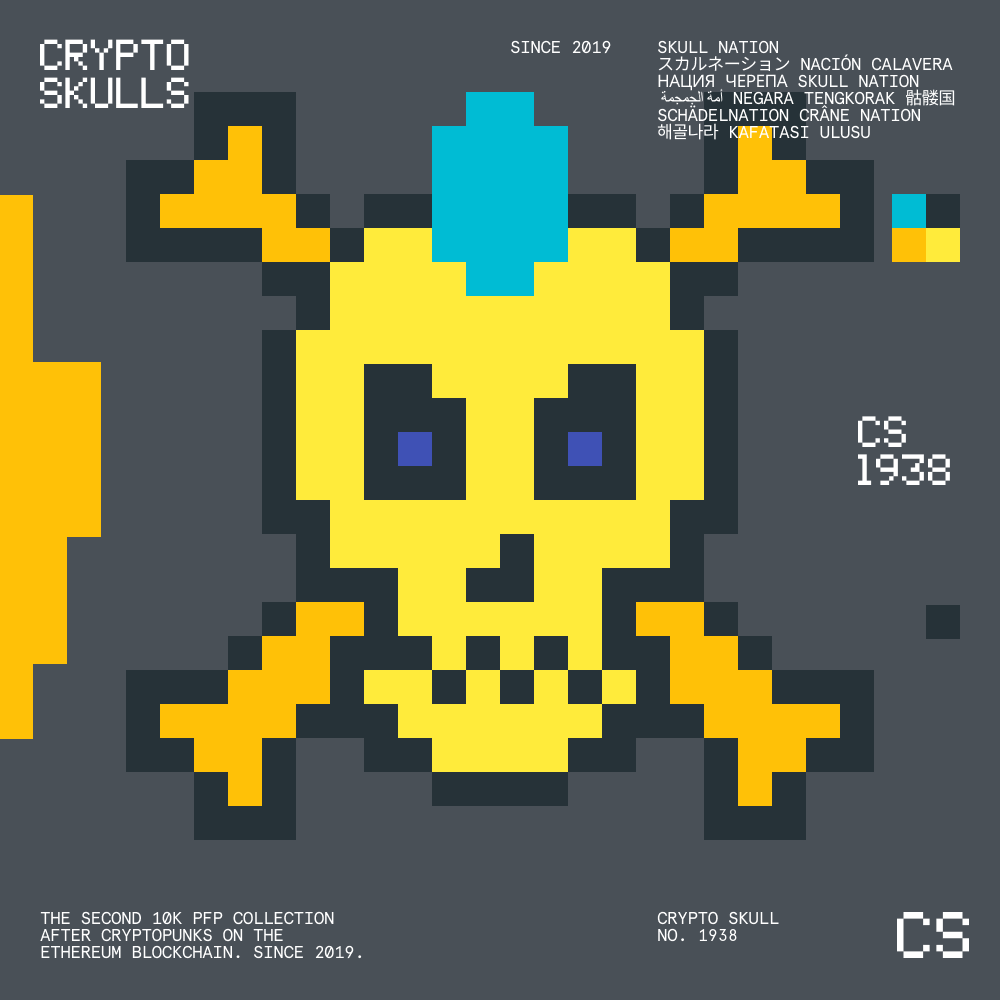 CRYPTO
SKULLS
SINCE 2019
SKULL NATION
スカルネーション NACIÓN CALAVERA
НАЦИЯ ЧЕРЕПА SKULL NATION
أمة الجمجمة NEGARA TENGKORAK 骷髅国
SCHÄDELNATION CRÂNE NATION
해골나라 KAFATASI ULUSU
CS
1938
THE SECOND 10K PFP COLLECTION
AFTER CRYPTOPUNKS ON THE
ETHEREUM BLOCKCHAIN. SINCE 2019.
CRYPTO SKULL
NO. 1938
CS